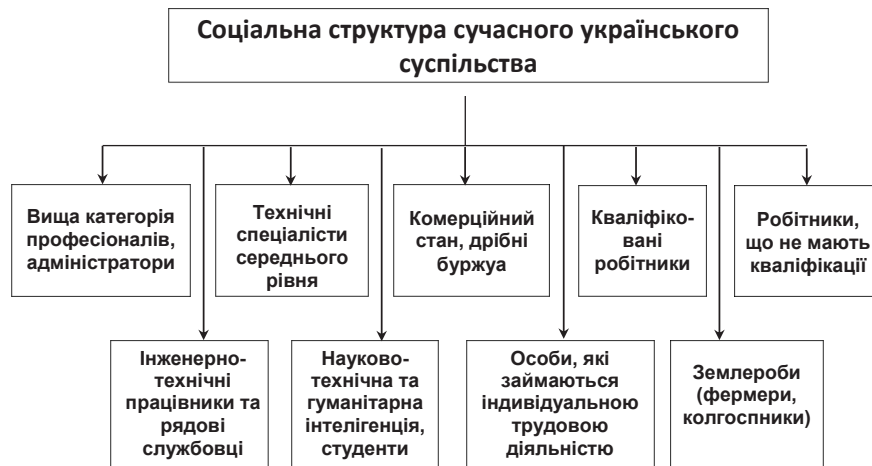 Соціальна структура сучасного українського
суспільства
Вища категорія
професіоналів,
адміністратори
Технічні
спеціалісти
середнього
рівня
Комерційний
стан, дрібні
буржуа
Кваліфіко-
вані
робітники
Робітники,
що не мають
кваліфікації
Інженерно-
технічні
працівники та
рядові
службовці
Науково-
технічна та
гуманітарна
інтелігенція,
студенти
Особи, які
займаються
індивідуальною
трудовою
діяльністю
Землероби
(фермери,
колгоспники)